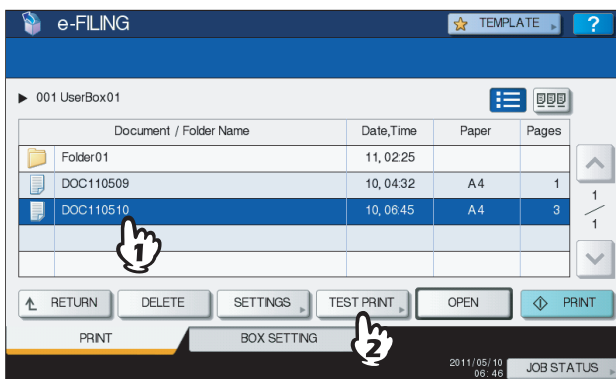 e-FILING TEMPLATE ?
001 UserBox01
Document / Folder Name Date,Time Paper Pages
Folder01 11, 02:25
DOC110509 10, 04:32 A4 1
DOC110510 10, 06:45 A4 3
1
1
1
RETURN DELETE SETTINGS TEST PRINT OPEN PRINT
2
PRINT BOX SETTING
2011/05/10
06:46 JOB STATUS